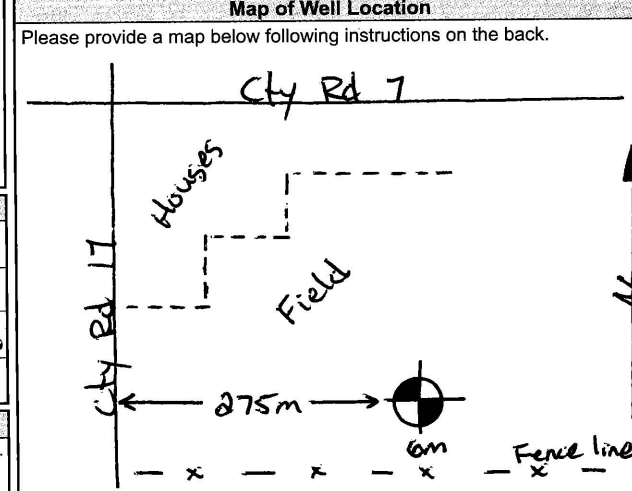 Map of Well Location
Please provide a map below following instructions on the back.
Cty Rd 7
Houses
Cty Rd 17
Field
N
275m
6m
Fence line